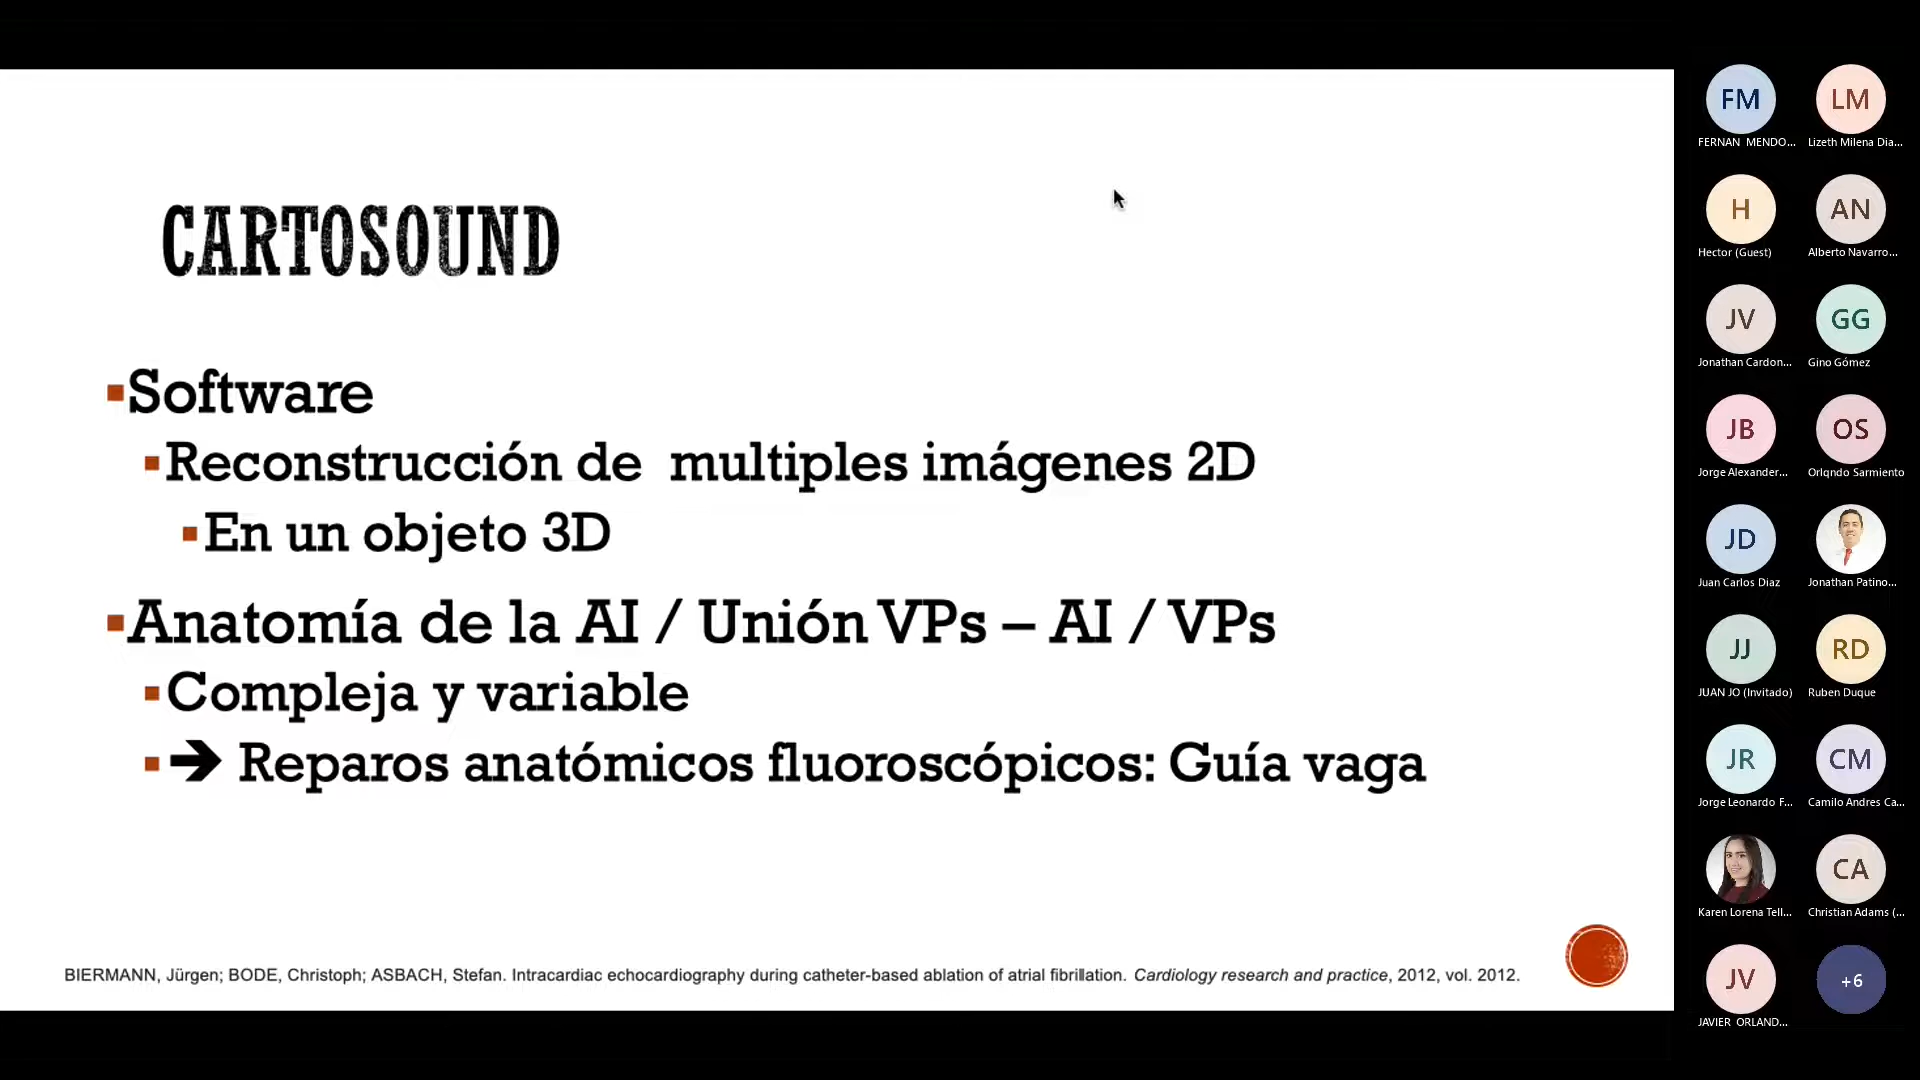 CARTOSOUND
Software
Reconstrucción de multiples imágenes 2D
En un objeto 3D
Anatomía de la AI / Unión VPs – AI / VPs
Compleja y variable
➔ Reparos anatómicos fluoroscópicos: Guía vaga
BIERMANN, Jürgen; BODE, Christoph; ASBACH, Stefan. Intracardiac echocardiography during catheter-based ablation of atrial fibrillation. Cardiology research and practice, 2012, vol. 2012.
FM LM
FERNAN MENDO... Lizeth Milena Dia...
H AN
Hector (Guest) Alberto Navarro...
JV GG
Jonathan Cardon... Gino Gómez
JB OS
Jorge Alexander... Orlqndo Sarmiento
JD
Juan Carlos Diaz Jonathan Patino...
JJ RD
JUAN JO (Invitado) Ruben Duque
JR CM
Jorge Leonardo F... Camilo Andres Ca...
CA
Karen Lorena Tell... Christian Adams (...
JV +6
JAVIER ORLAND...